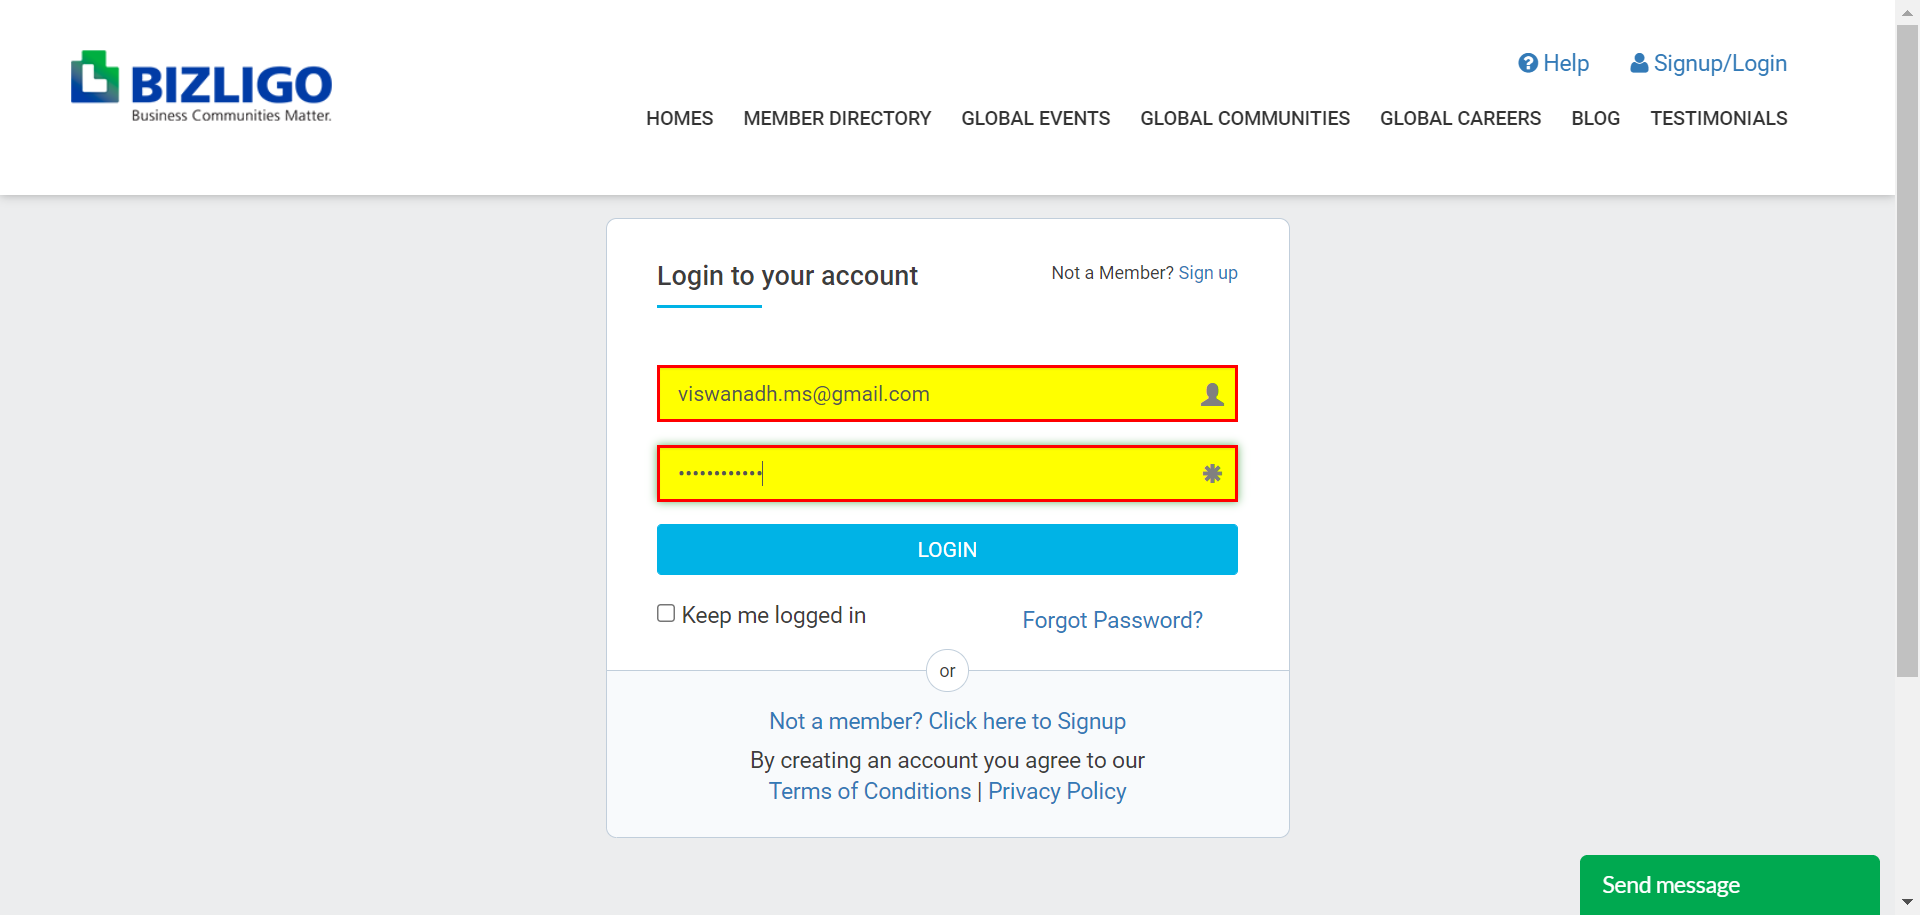 BIZLIGO
Business Communities Matter.
Help
Signup/Login
HOMES MEMBER DIRECTORY GLOBAL EVENTS GLOBAL COMMUNITIES GLOBAL CAREERS BLOG TESTIMONIALS
Login to your account
Not a Member? Sign up
viswanadh.ms@gmail.com
••••••••••••
LOGIN
Keep me logged in
Forgot Password?
or
Not a member? Click here to Signup
By creating an account you agree to our
Terms of Conditions | Privacy Policy
Send message